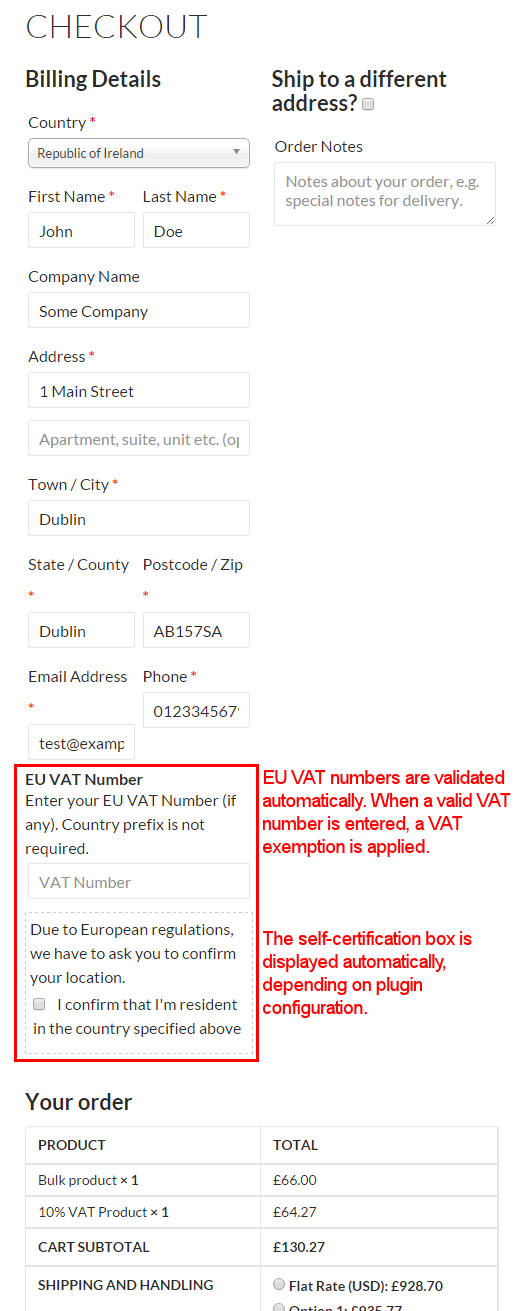 CHECKOUT
Billing Details
Country *
Republic of Ireland
First Name * Last Name *
John Doe
Company Name
Some Company
Address *
1 Main Street
Apartment, suite, unit etc. (op
Town / City *
Dublin
State / County * Postcode / Zip *
Dublin AB157SA
Email Address * Phone *
test@examp 0123345679
Ship to a different
address?
Order Notes
Notes about your order, e.g.
special notes for delivery.
EU VAT Number
Enter your EU VAT Number (if
any). Country prefix is not
required.
VAT Number
Due to European regulations,
we have to ask you to confirm
your location.
I confirm that I'm resident
in the country specified above
EU VAT numbers are validated
automatically. When a valid VAT
number is entered, a VAT
exemption is applied.
The self-certification box is
displayed automatically,
depending on plugin
configuration.
Your order
PRODUCT TOTAL
Bulk product × 1 £66.00
10% VAT Product × 1 £64.27
CART SUBTOTAL £130.27
SHIPPING AND HANDLING Flat Rate (USD): £928.70
Option 1: £935.77